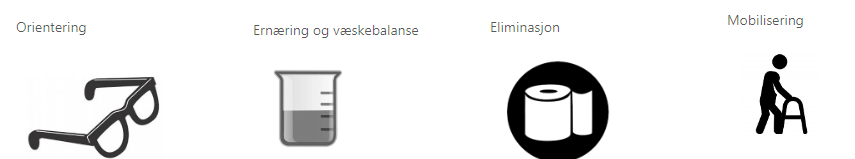 Orientering
Ernæring og væskebalanse
Eliminasjon
Mobilisering